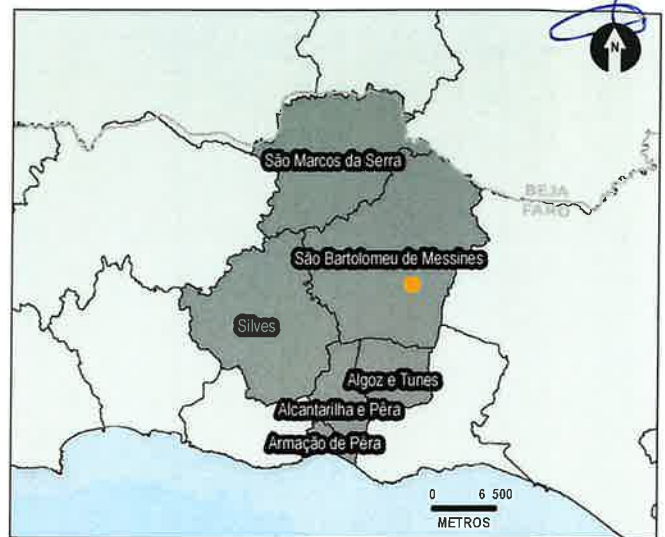 N
São Marcos da Serra
BEJA
FARO
São Bartolomeu de Messines
Silves
Algoz e Tunes
Alcantarilha e Pêra
Armação de Pêra
0 6 500
METROS